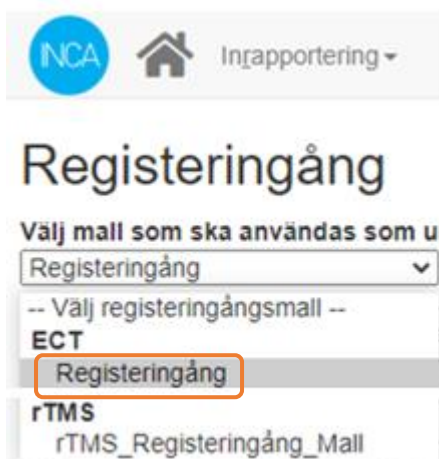 INCA Inrapportering
Registeringång
Välj mall som ska användas som u
Registeringång
-- Välj registeringångsmall --
ECT
Registeringång
rTMS
rTMS_Registeringång_Mall